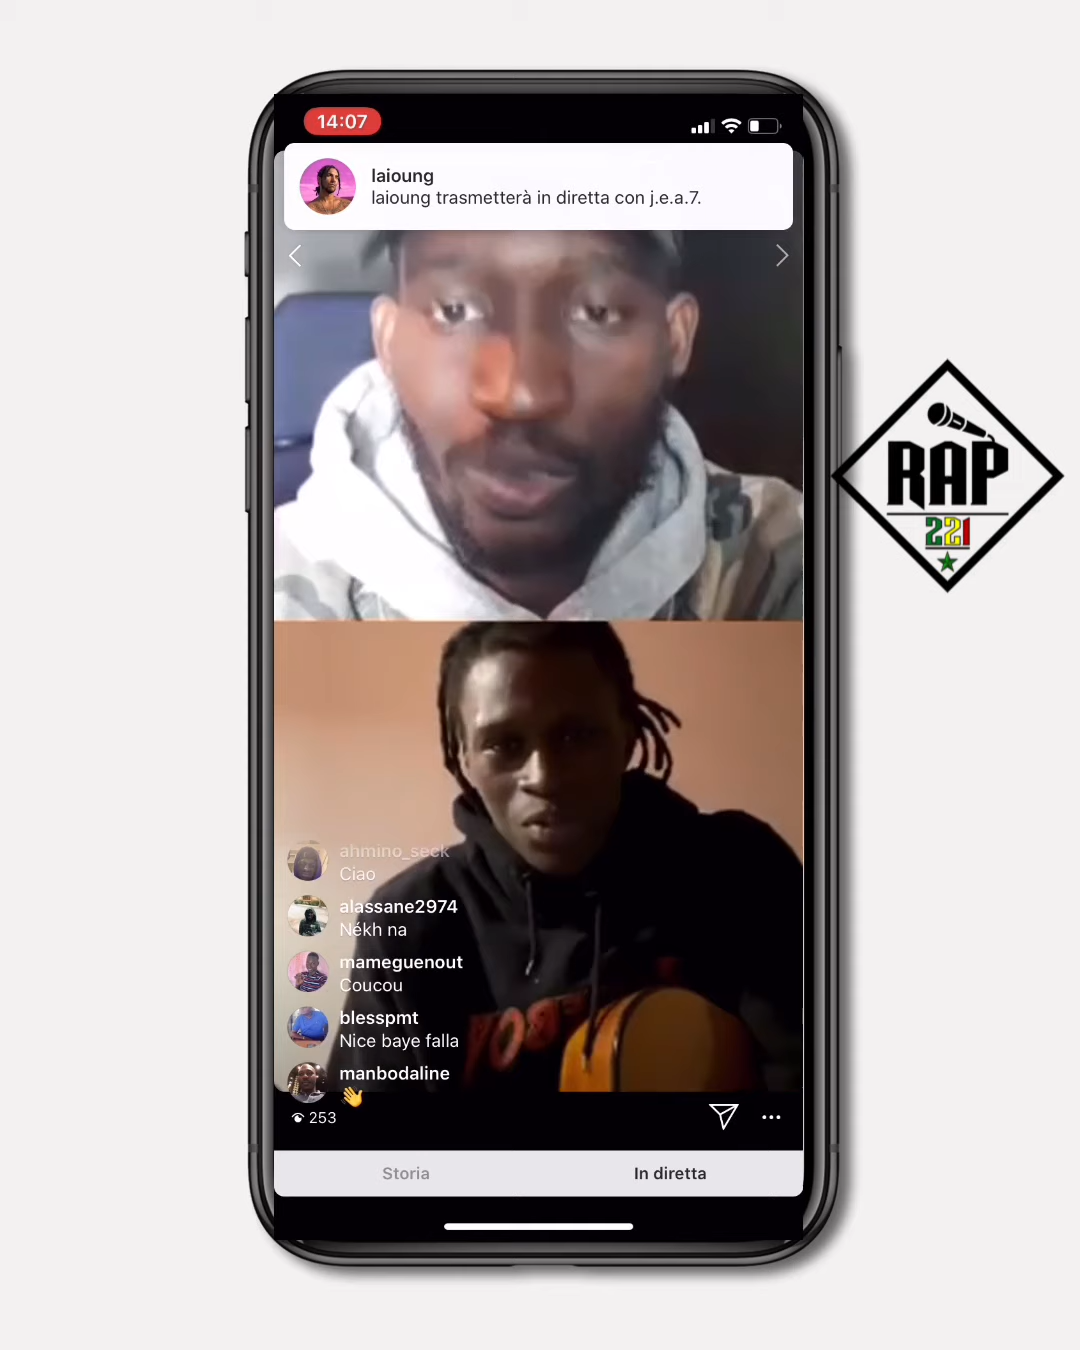 14:07
laioung
laioung trasmetterà in diretta con j.e.a.7.
RAP
221
ahmino_seck
Ciao
alassane2974
Nékh na
mameguenout
Coucou
blesspmt
Nice baye falla
manbodaline
👋
253
Storia
In diretta